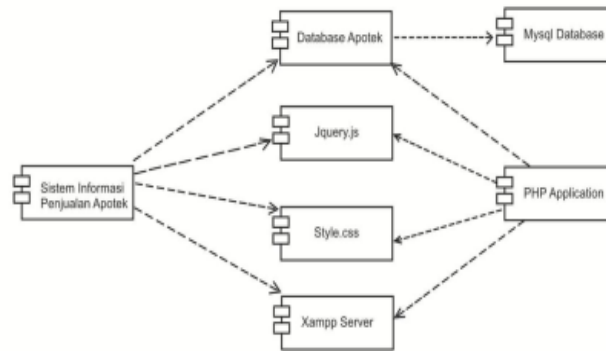 Database Apotek
Mysql Database
Jquery.js
Sistem Informasi
Penjualan Apotek
PHP Application
Style.css
Xampp Server